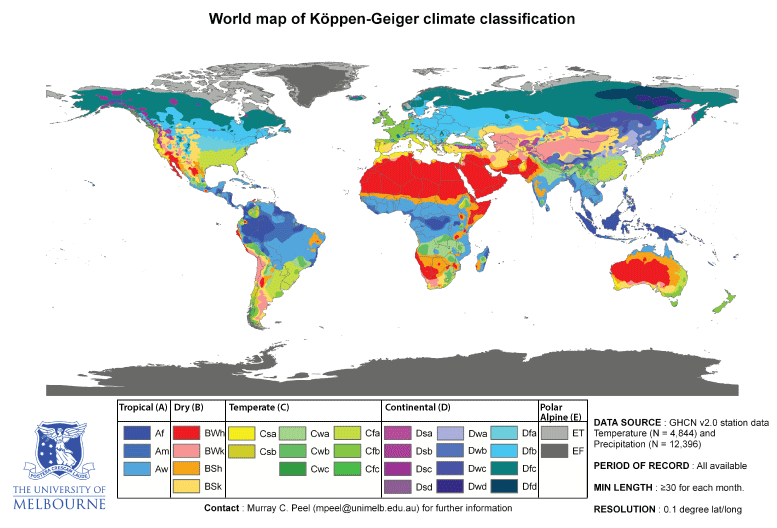 World map of Köppen-Geiger climate classification
Tropical (A)
Af
Am
Aw
Dry (B)
BWh
BWk
BSh
BSk
Temperate (C)
Csa
Csb
Cwa
Cwb
Cwc
Cfa
Cfb
Cfc
Continental (D)
Dsa
Dsb
Dsc
Dsd
Dwa
Dwb
Dwc
Dwd
Dfa
Dfb
Dfc
Dfd
Polar
Alpine (E)
ET
EF
DATA SOURCE : GHCN v2.0 station data
Temperature (N = 4,844) and
Precipitation (N = 12,396)
PERIOD OF RECORD : All available
MIN LENGTH : ≥30 for each month.
RESOLUTION : 0.1 degree lat/long
Contact : Murray C. Peel (mpeel@unimelb.edu.au) for further information
THE UNIVERSITY OF
MELBOURNE